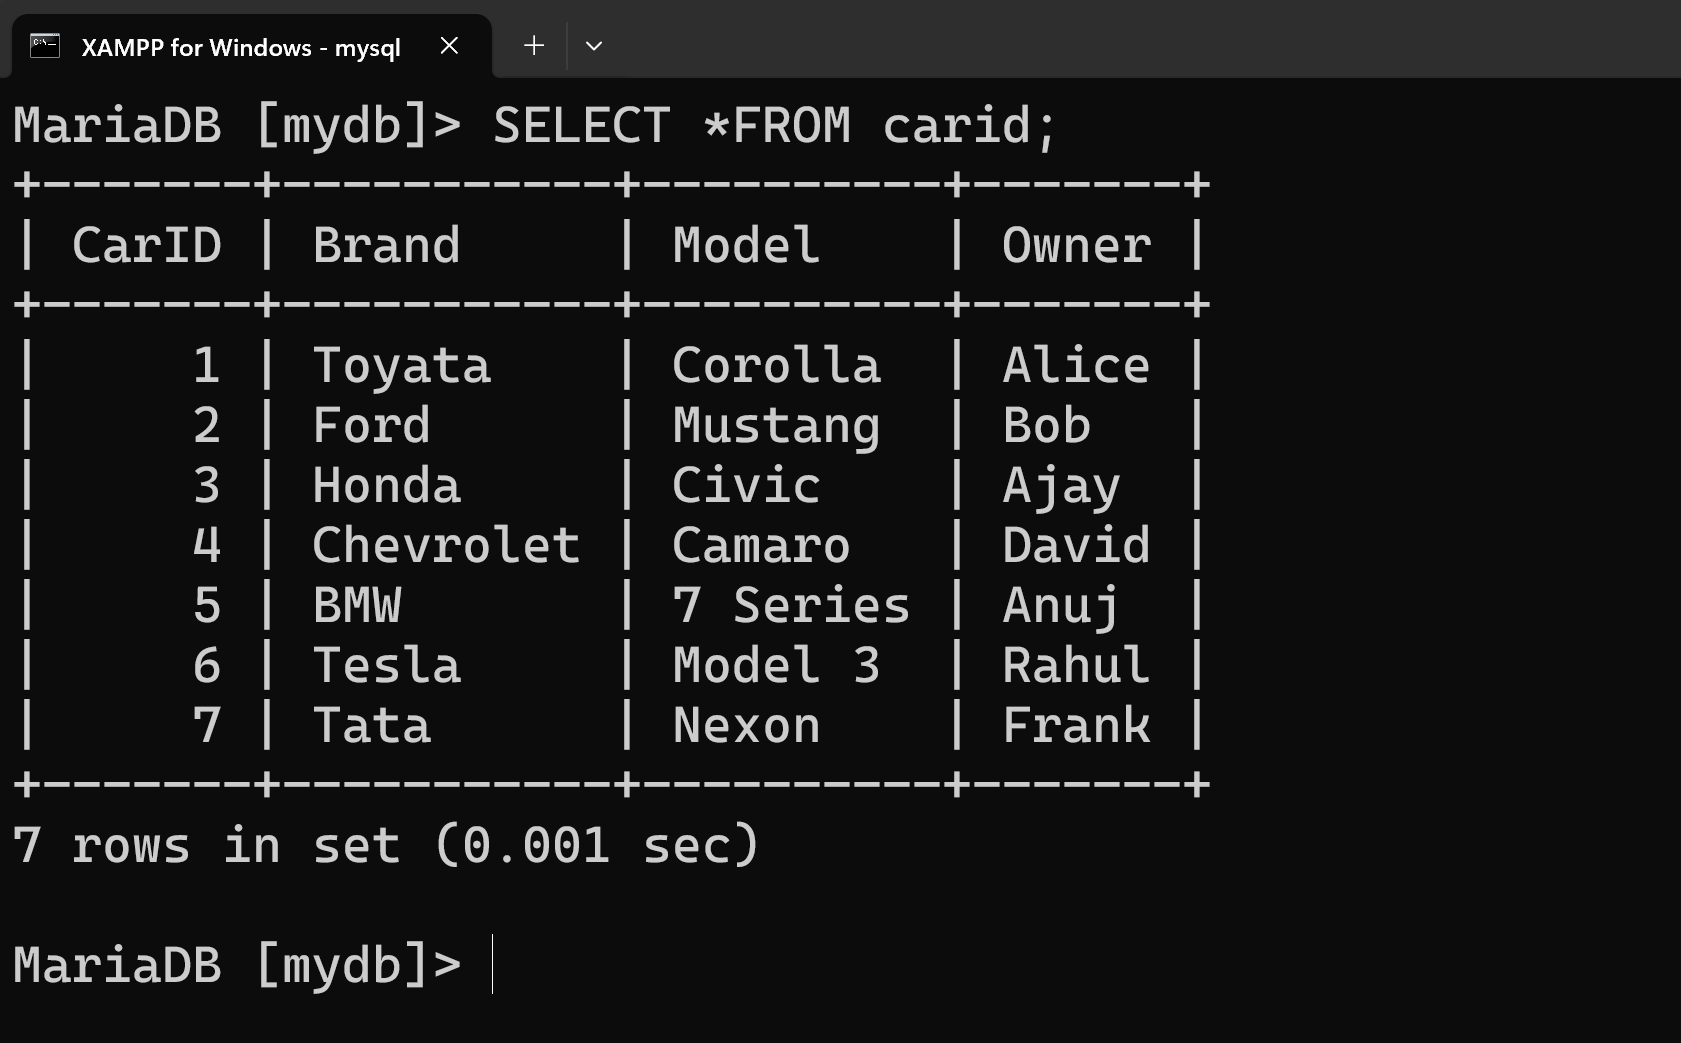 XAMPP for Windows - mysql
MariaDB [mydb]> SELECT *FROM carid;
+-------+-----------+----------+-------+
| CarID | Brand     | Model    | Owner |
+-------+-----------+----------+-------+
|     1 | Toyata    | Corolla  | Alice |
|     2 | Ford      | Mustang  | Bob   |
|     3 | Honda     | Civic    | Ajay  |
|     4 | Chevrolet | Camaro   | David |
|     5 | BMW       | 7 Series | Anuj  |
|     6 | Tesla     | Model 3  | Rahul |
|     7 | Tata      | Nexon    | Frank |
+-------+-----------+----------+-------+
7 rows in set (0.001 sec)
MariaDB [mydb]>